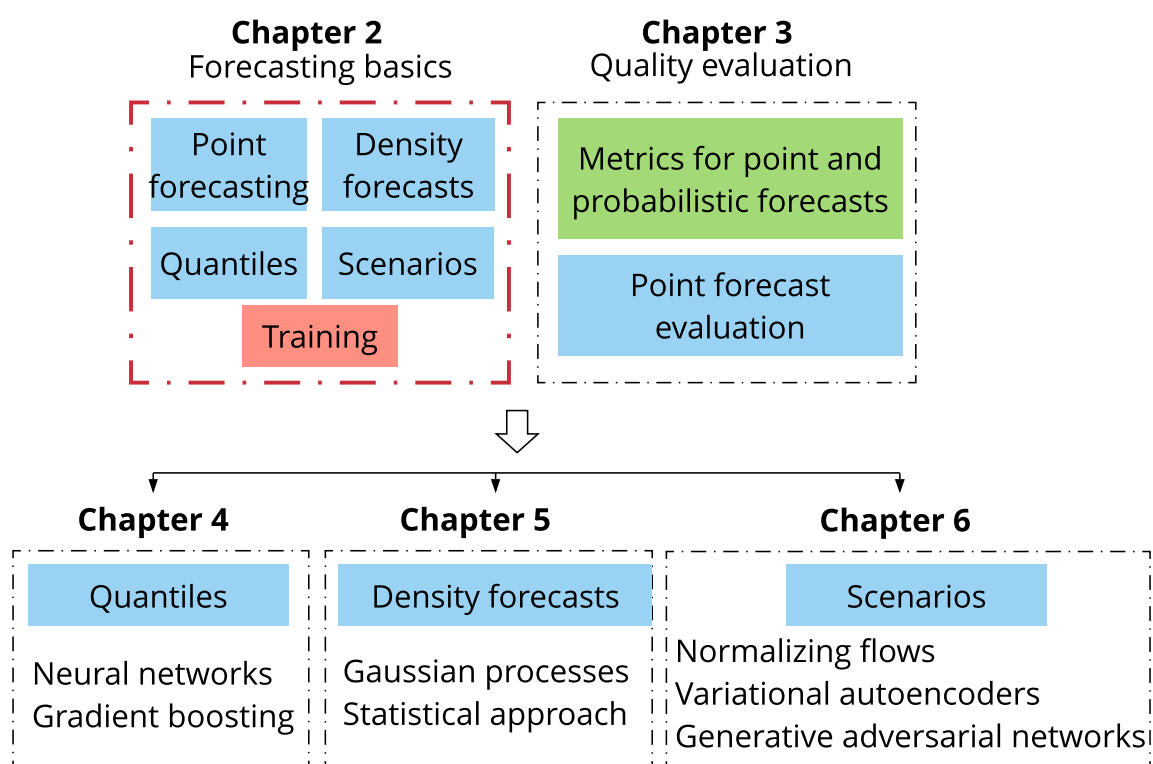 Chapter 2
Forecasting basics
Point
forecasting
Density
forecasts
Quantiles
Scenarios
Training
Chapter 3
Quality evaluation
Metrics for point and
probabilistic forecasts
Point forecast
evaluation
Chapter 4
Quantiles
Neural networks
Gradient boosting
Chapter 5
Density forecasts
Gaussian processes
Statistical approach
Chapter 6
Scenarios
Normalizing flows
Variational autoencoders
Generative adversarial networks